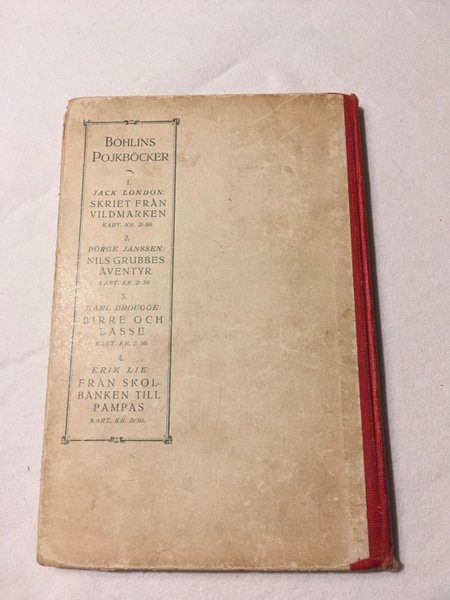 BOHLINS
POJKBÖCKER
1.
JACK LONDON:
SKRIET FRÅN
VILDMARKEN
KART. KR. 2:50.
2.
BÖRGE JANSSEN:
NILS GRUBBES
ÄVENTYR
KART. KR. 2:50.
3.
KARL DROUGGE:
BIRRE OCH
BASSE
KART. KR. 2:50.
4.
ERIK LIE:
FRÅN SKOL-
BÄNKEN TILL
PAMPAS
KART. KR. 2:50.